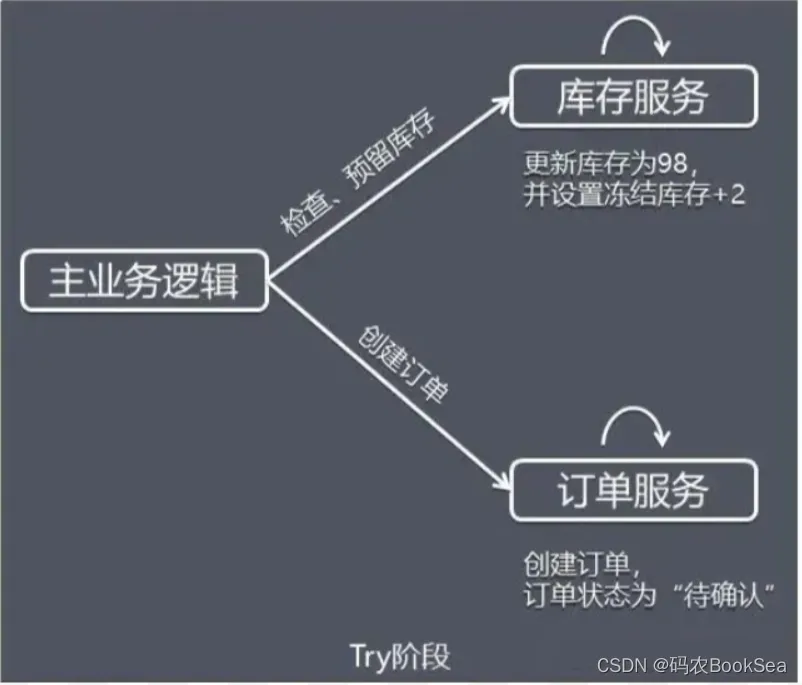 库存服务
更新库存为98，
并设置冻结库存+2
检查、预留库存
主业务逻辑
创建订单
订单服务
创建订单，
订单状态为“待确认”
Try阶段
CSDN @码农BookSea